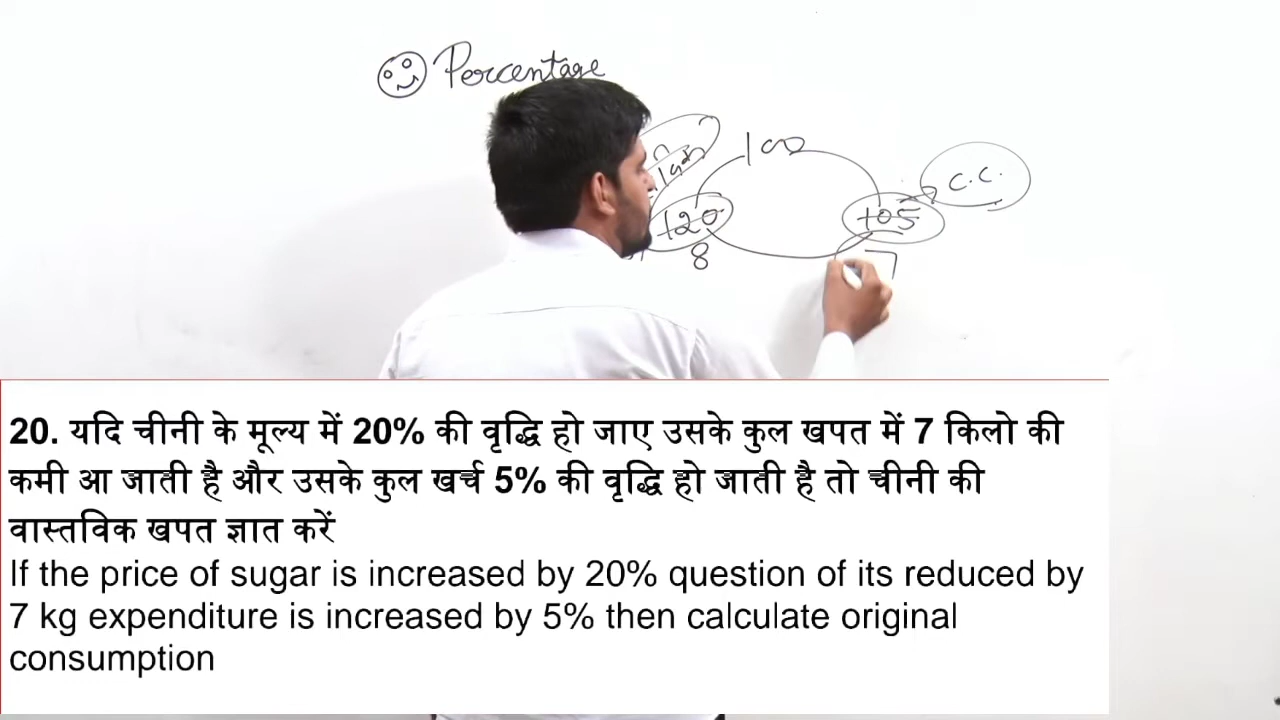 Percentage
100
120
105
C.C.
8
7
20. यदि चीनी के मूल्य में 20% की वृद्धि हो जाए उसके कुल खपत में 7 किलो की
कमी आ जाती है और उसके कुल खर्च 5% की वृद्धि हो जाती है तो चीनी की
वास्तविक खपत ज्ञात करें
If the price of sugar is increased by 20% question of its reduced by
7 kg expenditure is increased by 5% then calculate original
consumption